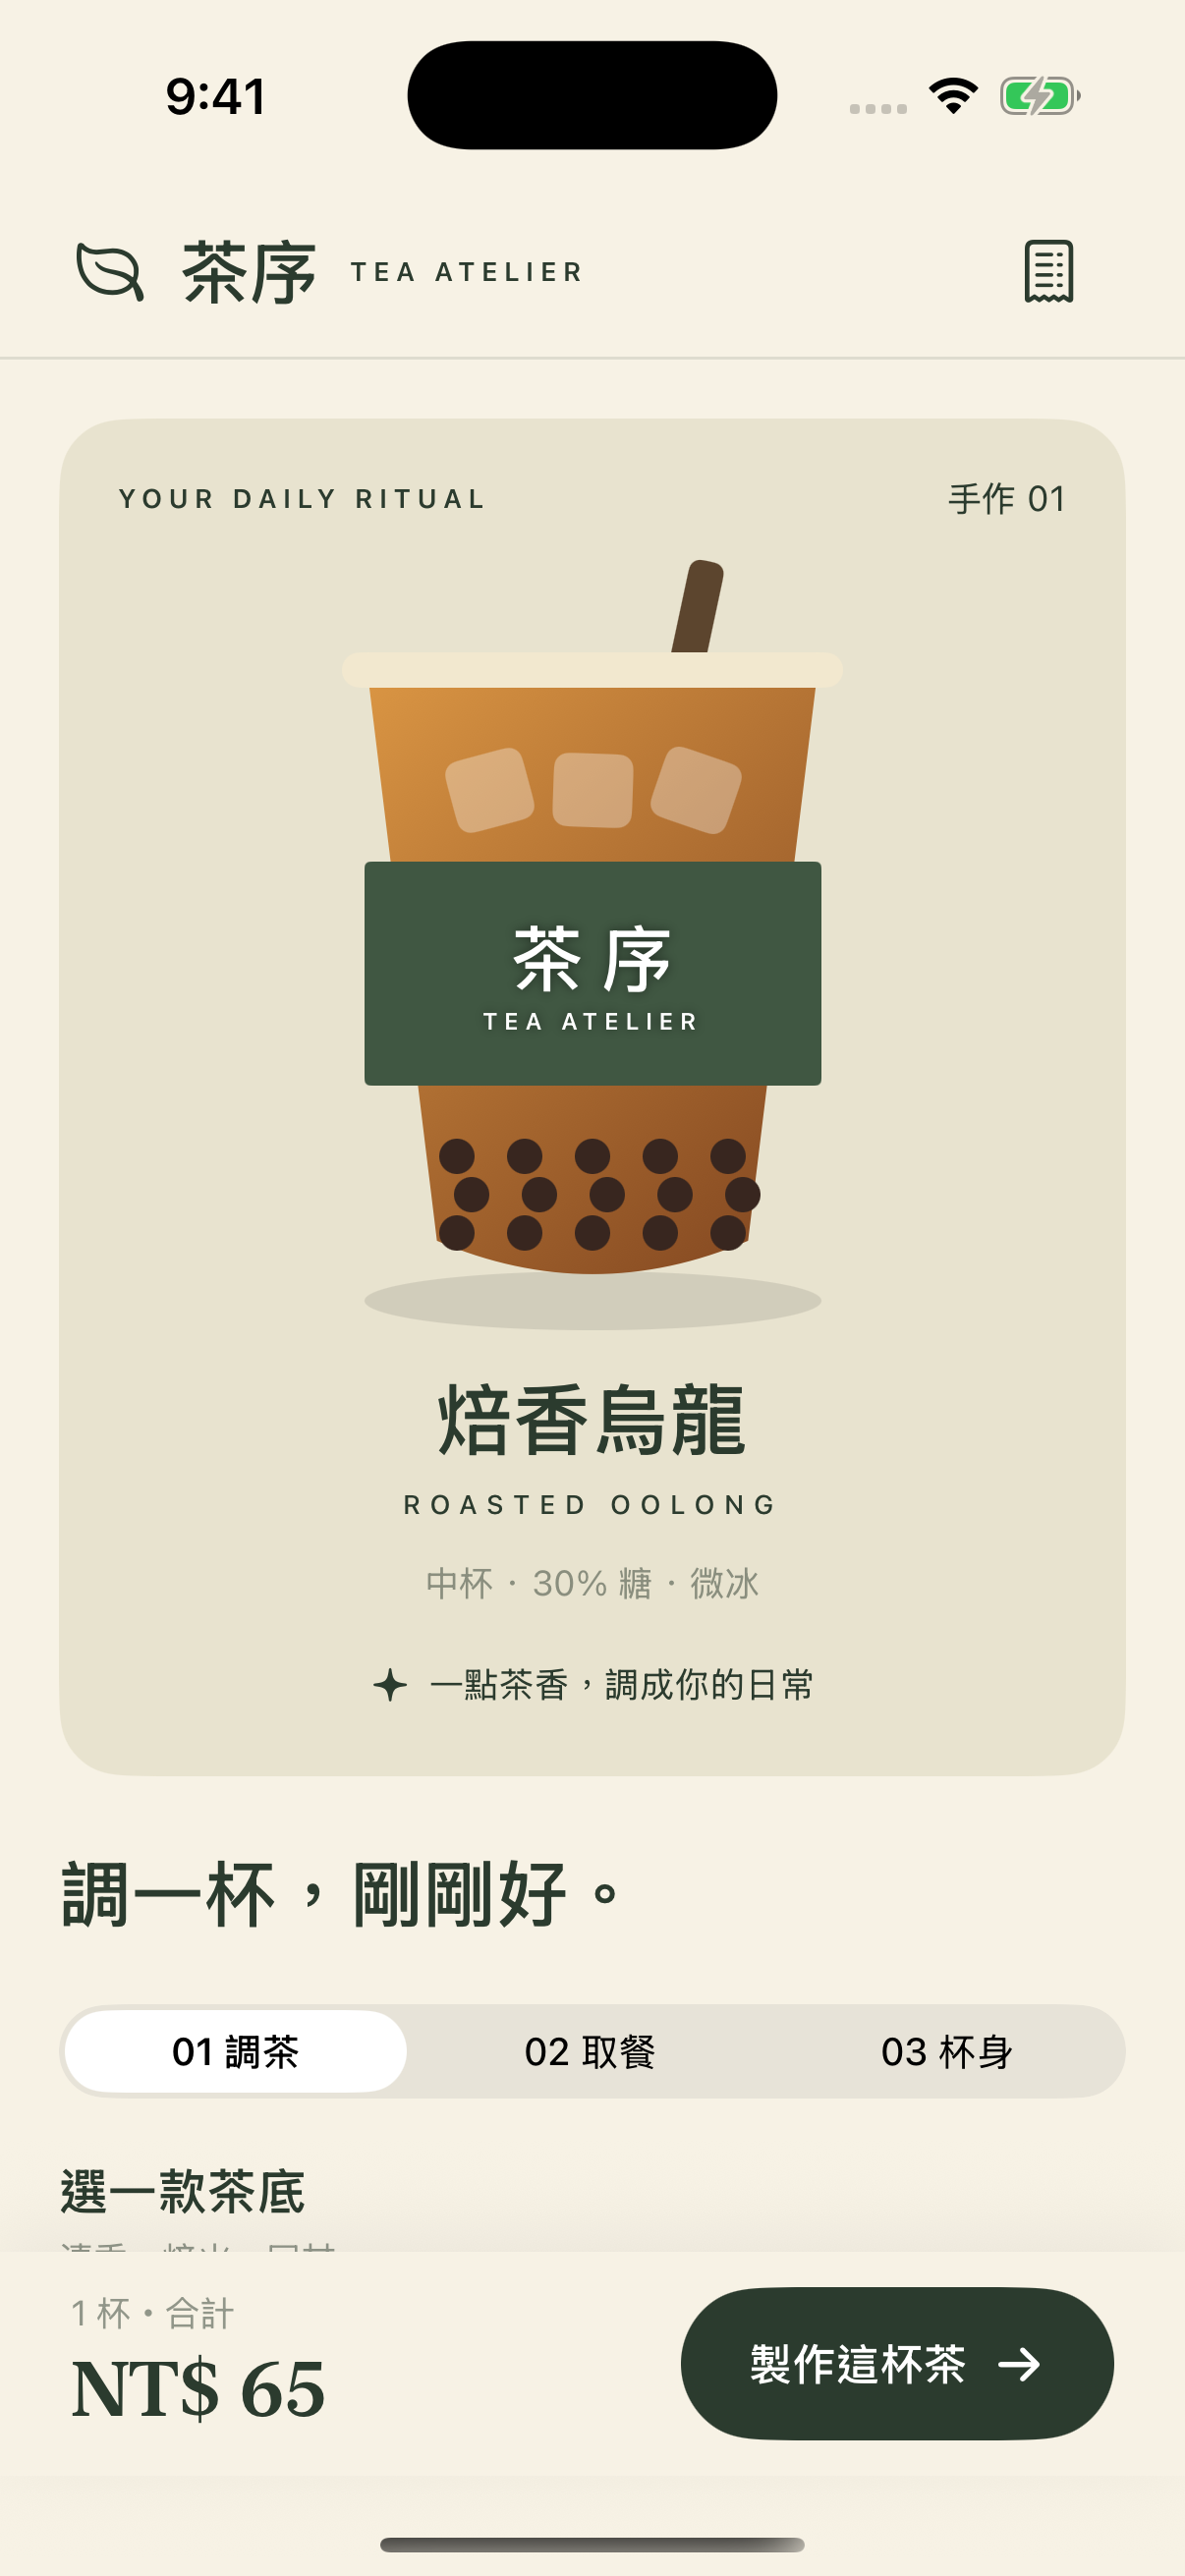 9:41
茶序 TEA ATELIER
YOUR DAILY RITUAL 手作 01
茶序
TEA ATELIER
焙香烏龍
ROASTED OOLONG
中杯 · 30% 糖 · 微冰
一點茶香，調成你的日常
調一杯，剛剛好。
01 調茶 02 取餐 03 杯身
選一款茶底
1 杯・合計
NT$ 65
製作這杯茶